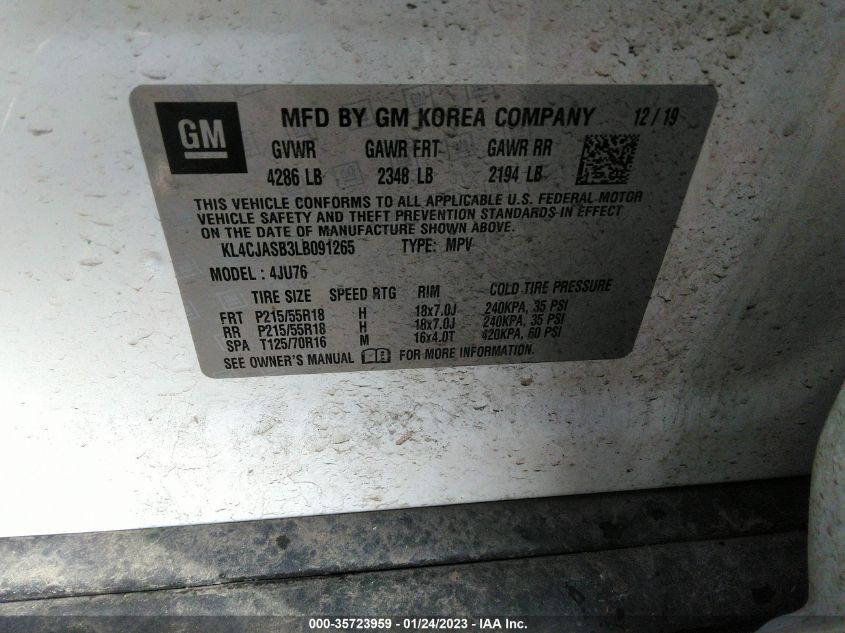 GM
MFD BY GM KOREA COMPANY 12/19
GVWR GAWR FRT GAWR RR
4286 LB 2348 LB 2194 LB
THIS VEHICLE CONFORMS TO ALL APPLICABLE U.S. FEDERAL MOTOR
VEHICLE SAFETY AND THEFT PREVENTION STANDARDS IN EFFECT
ON THE DATE OF MANUFACTURE SHOWN ABOVE.
KL4CJASB3LB091265 TYPE: MPV
MODEL : 4JU76
TIRE SIZE SPEED RTG RIM COLD TIRE PRESSURE
FRT P215/55R18 H 18x7.0J 240KPA, 35 PSI
RR P215/55R18 H 18x7.0J 240KPA, 35 PSI
SPA T125/70R16 M 16x4.0T 420KPA, 60 PSI
SEE OWNER'S MANUAL FOR MORE INFORMATION.
000-35723959 - 01/24/2023 - IAA Inc.